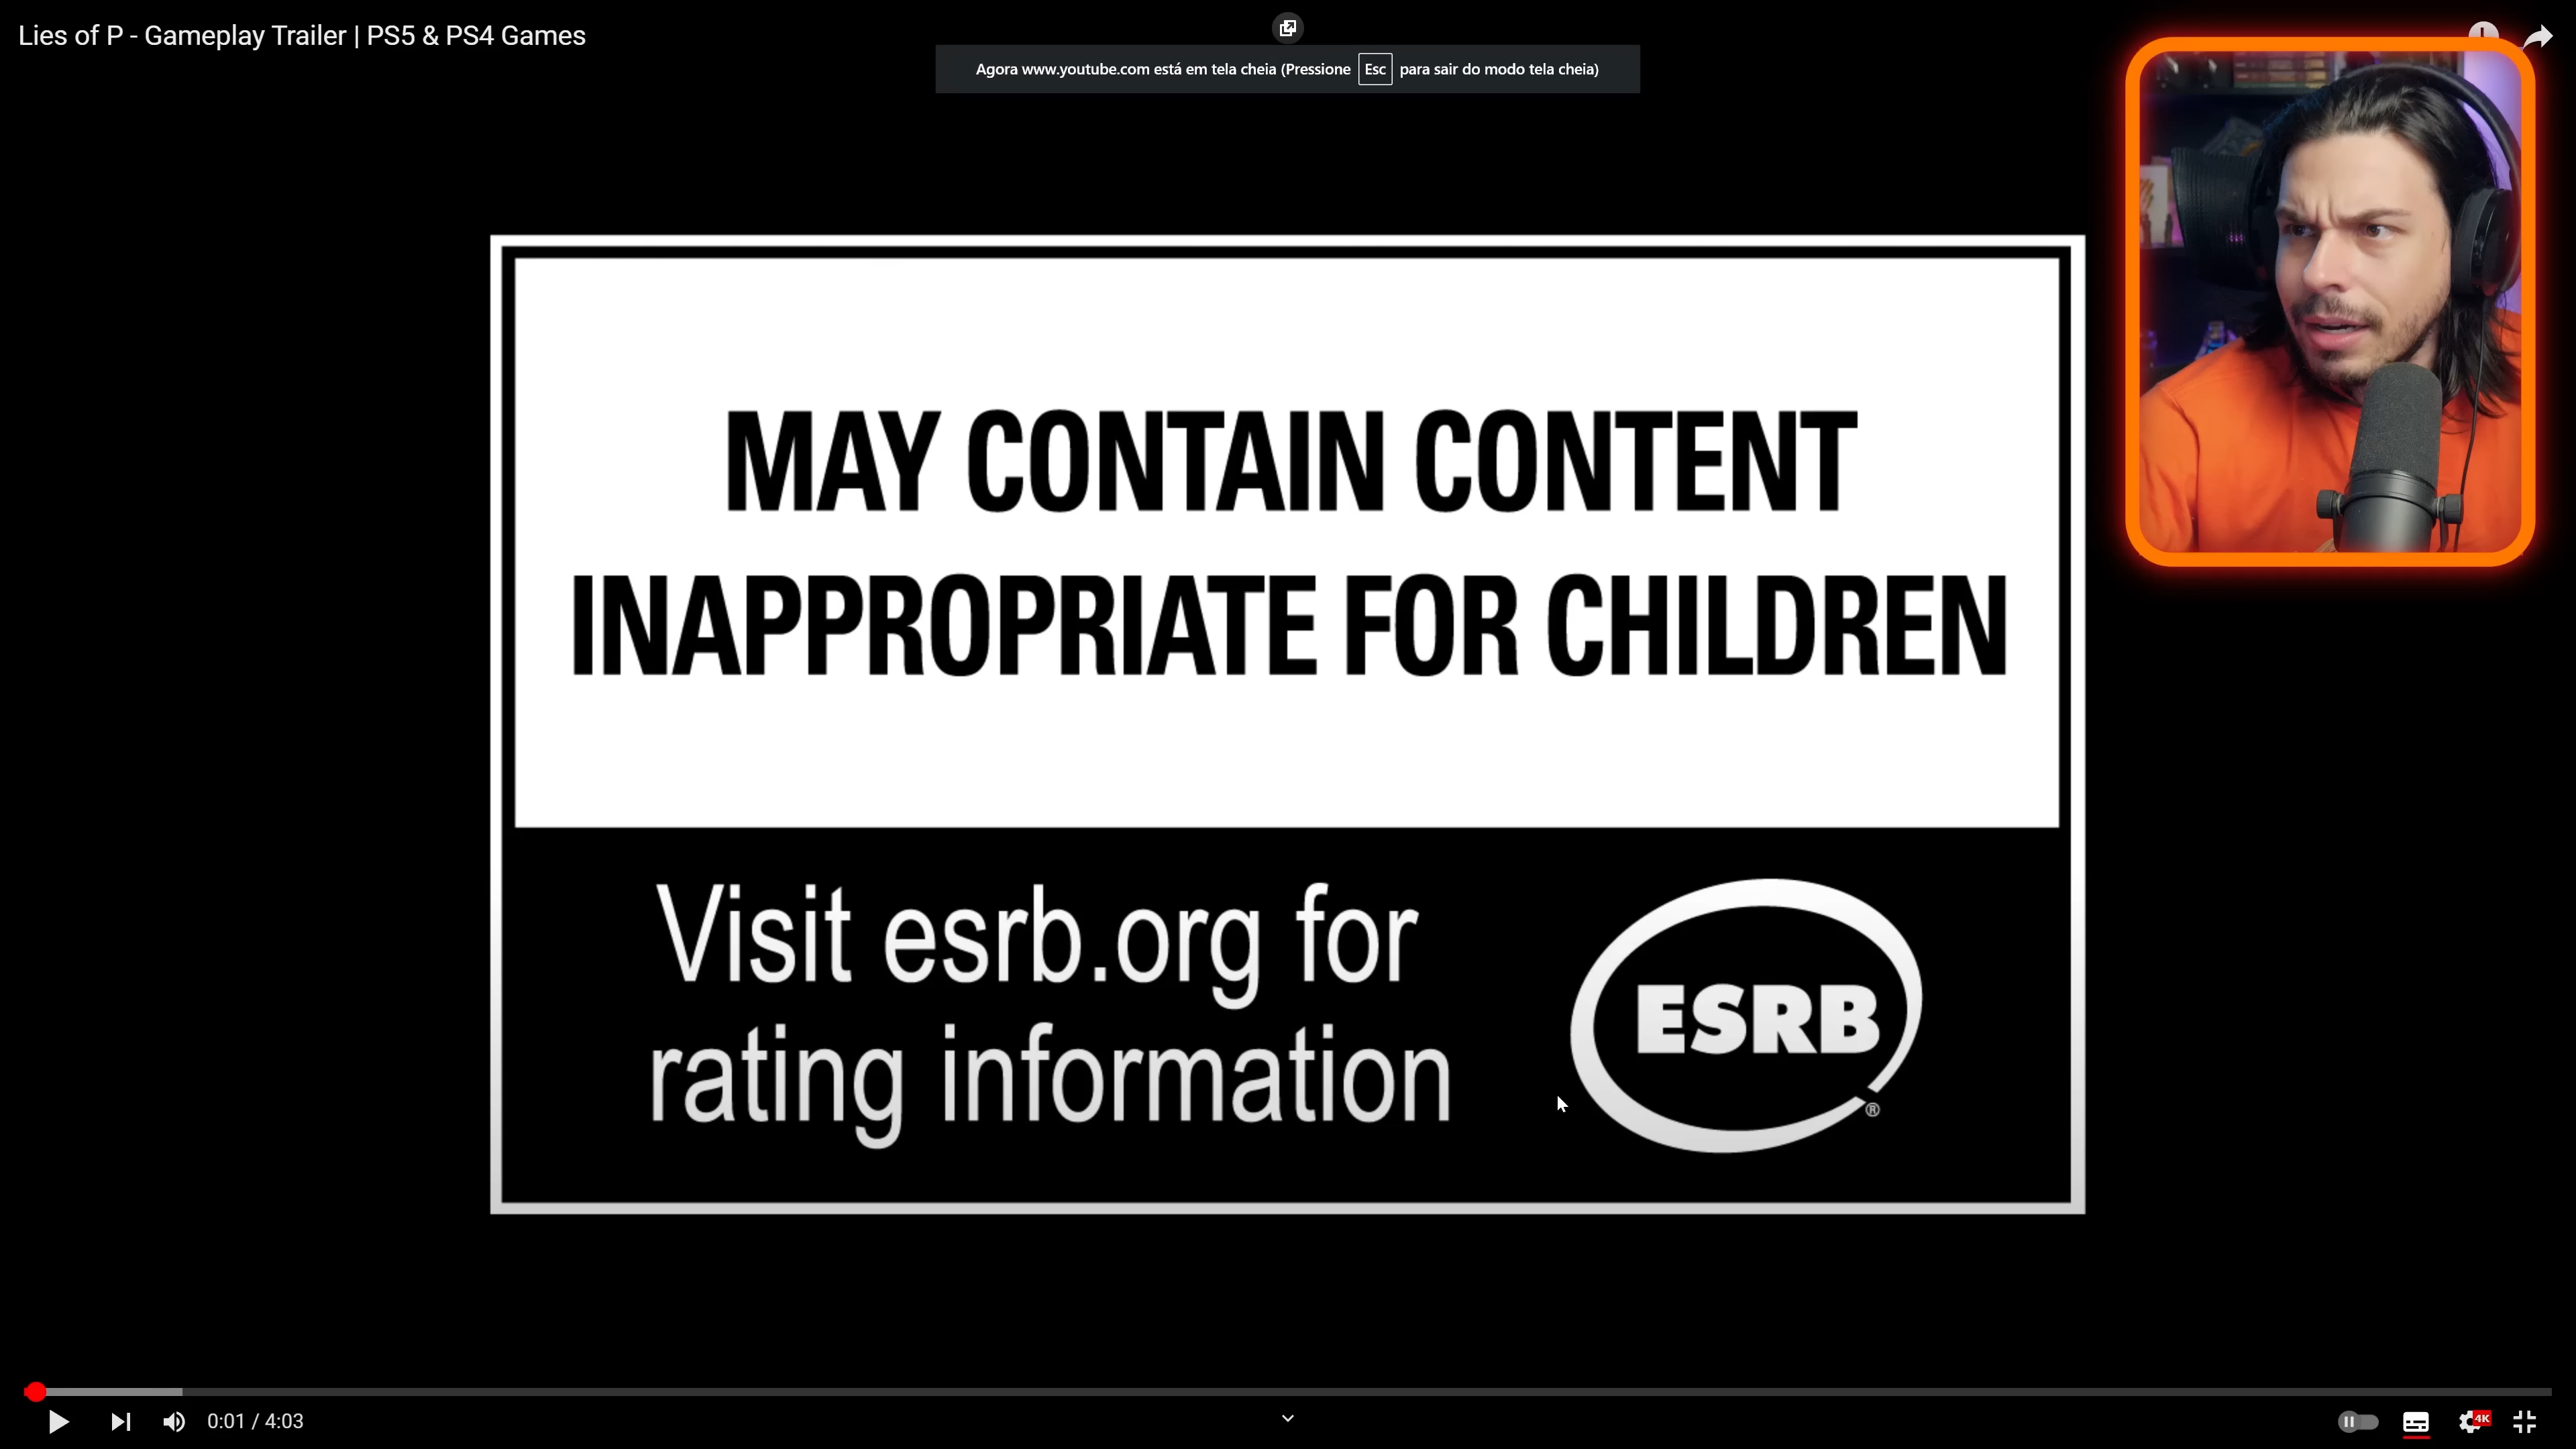 Lies of P - Gameplay Trailer | PS5 & PS4 Games
Agora www.youtube.com está em tela cheia (Pressione Esc para sair do modo tela cheia)
MAY CONTAIN CONTENT
INAPPROPRIATE FOR CHILDREN
Visit esrb.org for
rating information
ESRB
®
0:01 / 4:03
4K